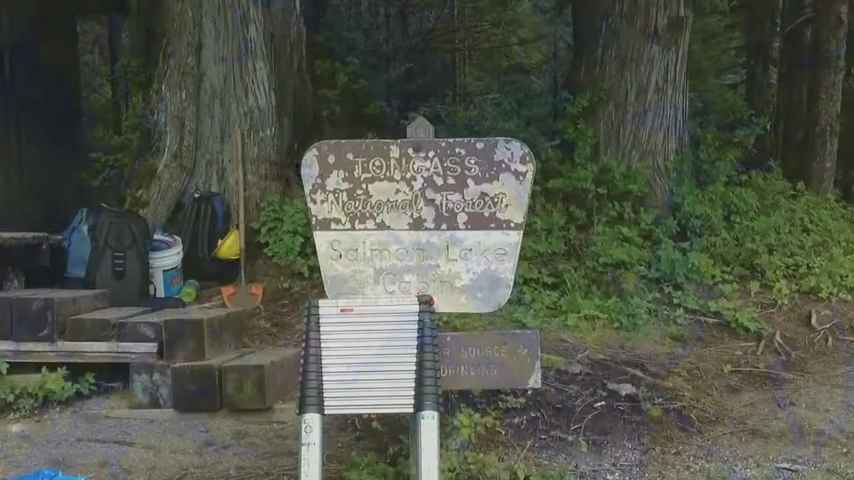 TONGASS
National Forest
Salmon Lake
Cabin
SOURCE
DRINKING